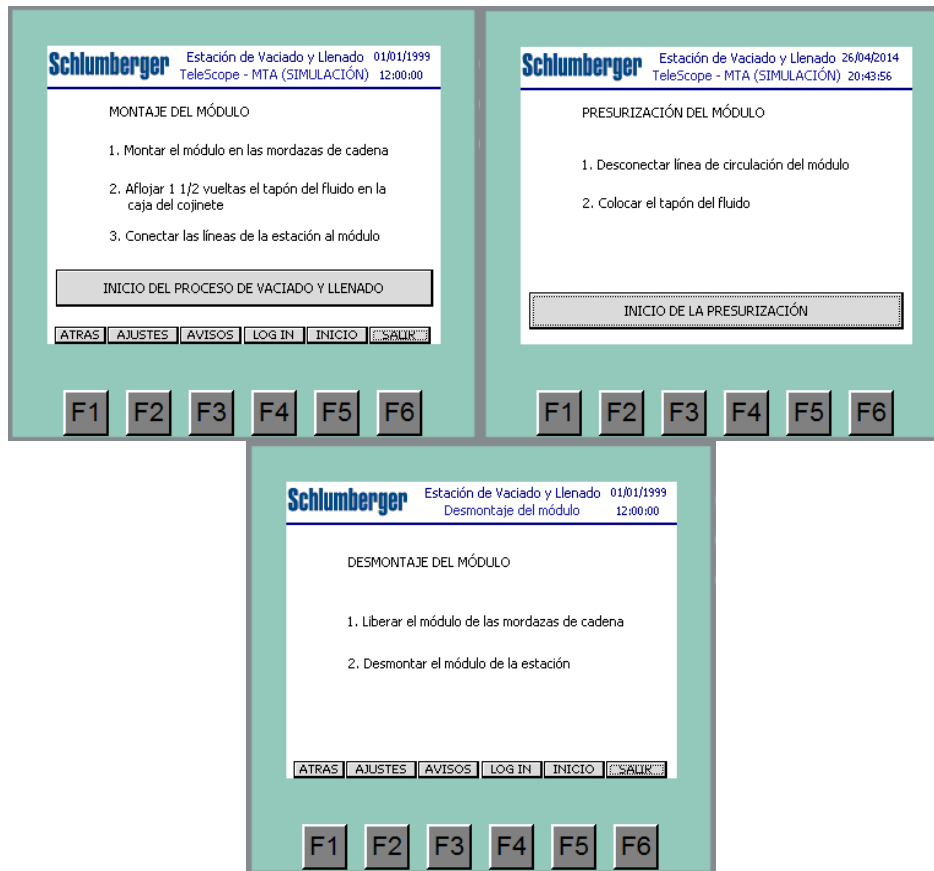 Schlumberger
Estación de Vaciado y Llenado 01/01/1999
TeleScope - MTA (SIMULACIÓN) 12:00:00
MONTAJE DEL MÓDULO
1. Montar el módulo en las mordazas de cadena
2. Aflojar 1 1/2 vueltas el tapón del fluido en la
caja del cojinete
3. Conectar las líneas de la estación al módulo
INICIO DEL PROCESO DE VACIADO Y LLENADO
ATRAS AJUSTES AVISOS LOG IN INICIO SALIR
F1 F2 F3 F4 F5 F6
Schlumberger
Estación de Vaciado y Llenado 26/04/2014
TeleScope - MTA (SIMULACIÓN) 20:43:56
PRESURIZACIÓN DEL MÓDULO
1. Desconectar línea de circulación del módulo
2. Colocar el tapón del fluido
INICIO DE LA PRESURIZACIÓN
F1 F2 F3 F4 F5 F6
Schlumberger
Estación de Vaciado y Llenado 01/01/1999
Desmontaje del módulo 12:00:00
DESMONTAJE DEL MÓDULO
1. Liberar el módulo de las mordazas de cadena
2. Desmontar el módulo de la estación
ATRAS AJUSTES AVISOS LOG IN INICIO SALIR
F1 F2 F3 F4 F5 F6